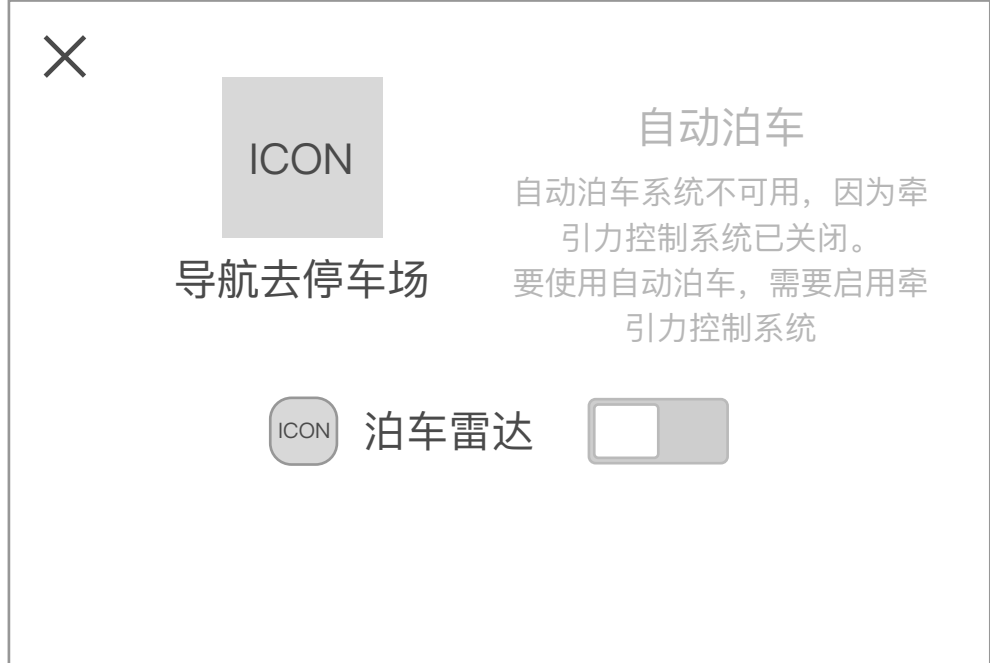 ICON
导航去停车场
自动泊车
自动泊车系统不可用，因为牵
引力控制系统已关闭。
要使用自动泊车，需要启用牵
引力控制系统
ICON
泊车雷达